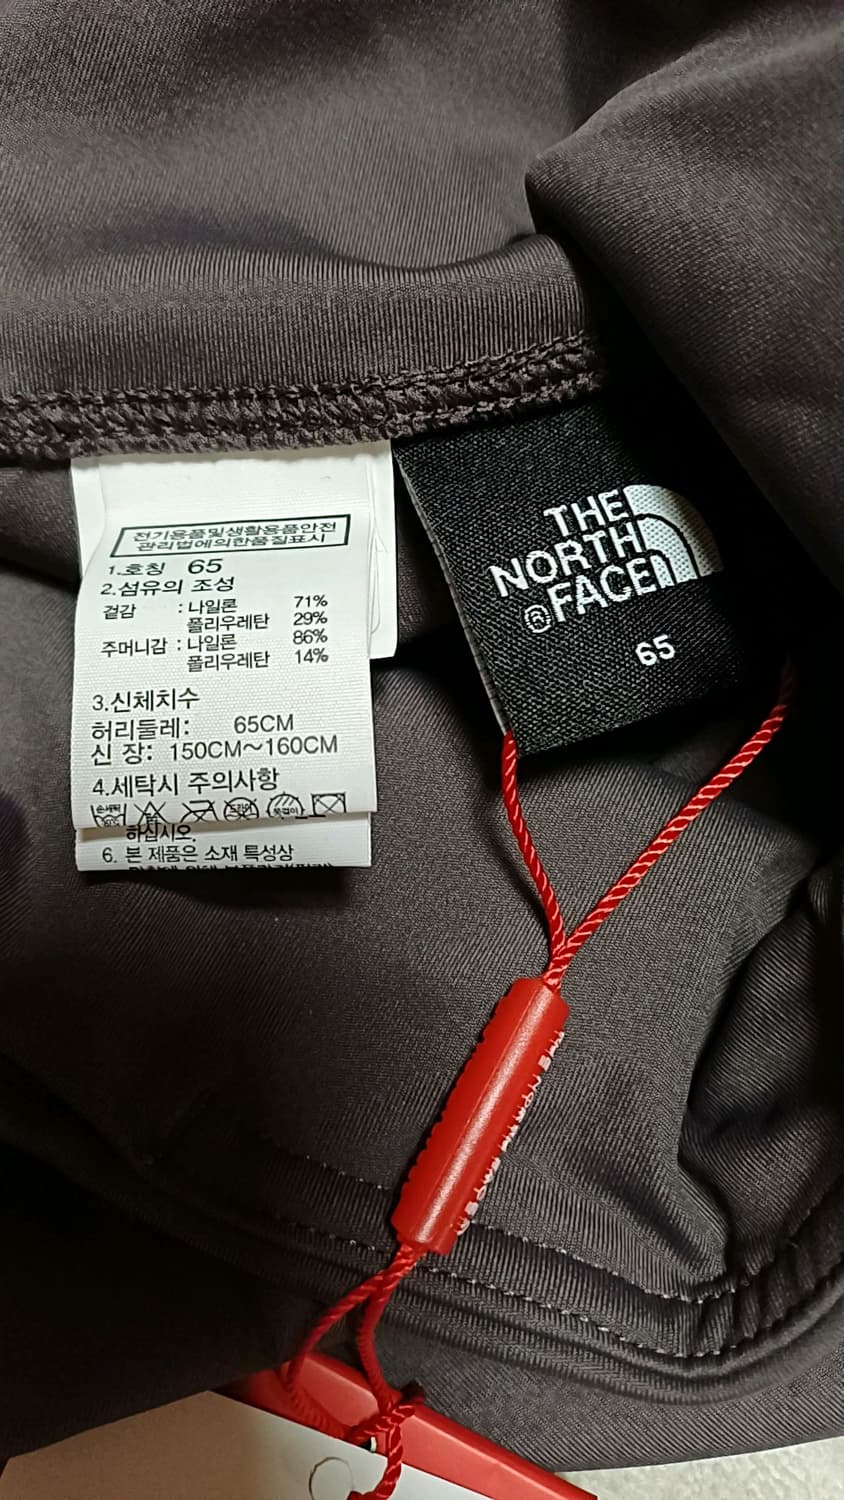 전기용품및생활용품안전
관리법에의한품질표시
1.호칭 65
2.섬유의 조성
겉감 : 나일론 71%
폴리우레탄 29%
주머니감 : 나일론 86%
폴리우레탄 14%
3.신체치수
허리둘레: 65CM
신 장: 150CM~160CM
4.세탁시 주의사항
하십시오.
6. 본 제품은 소재 특성상
THE
NORTH
FACE
®
65